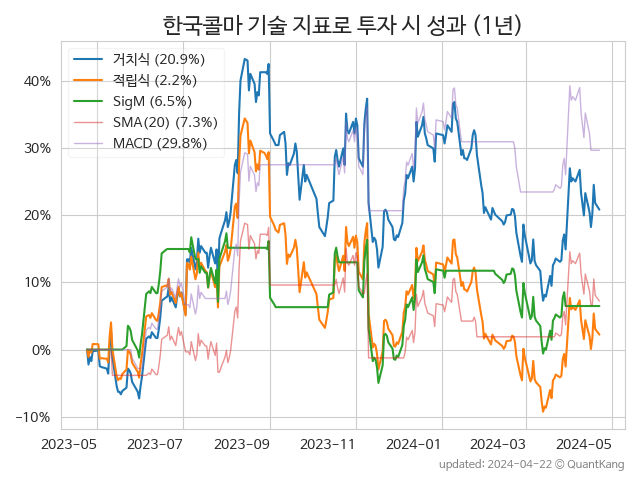 한국콜마 기술 지표로 투자 시 성과 (1년)
거치식 (20.9%)
적립식 (2.2%)
SigM (6.5%)
SMA(20) (7.3%)
MACD (29.8%)
40%
30%
20%
10%
0%
−10%
2023-05 2023-07 2023-09 2023-11 2024-01 2024-03 2024-05
updated: 2024-04-22 © QuantKang